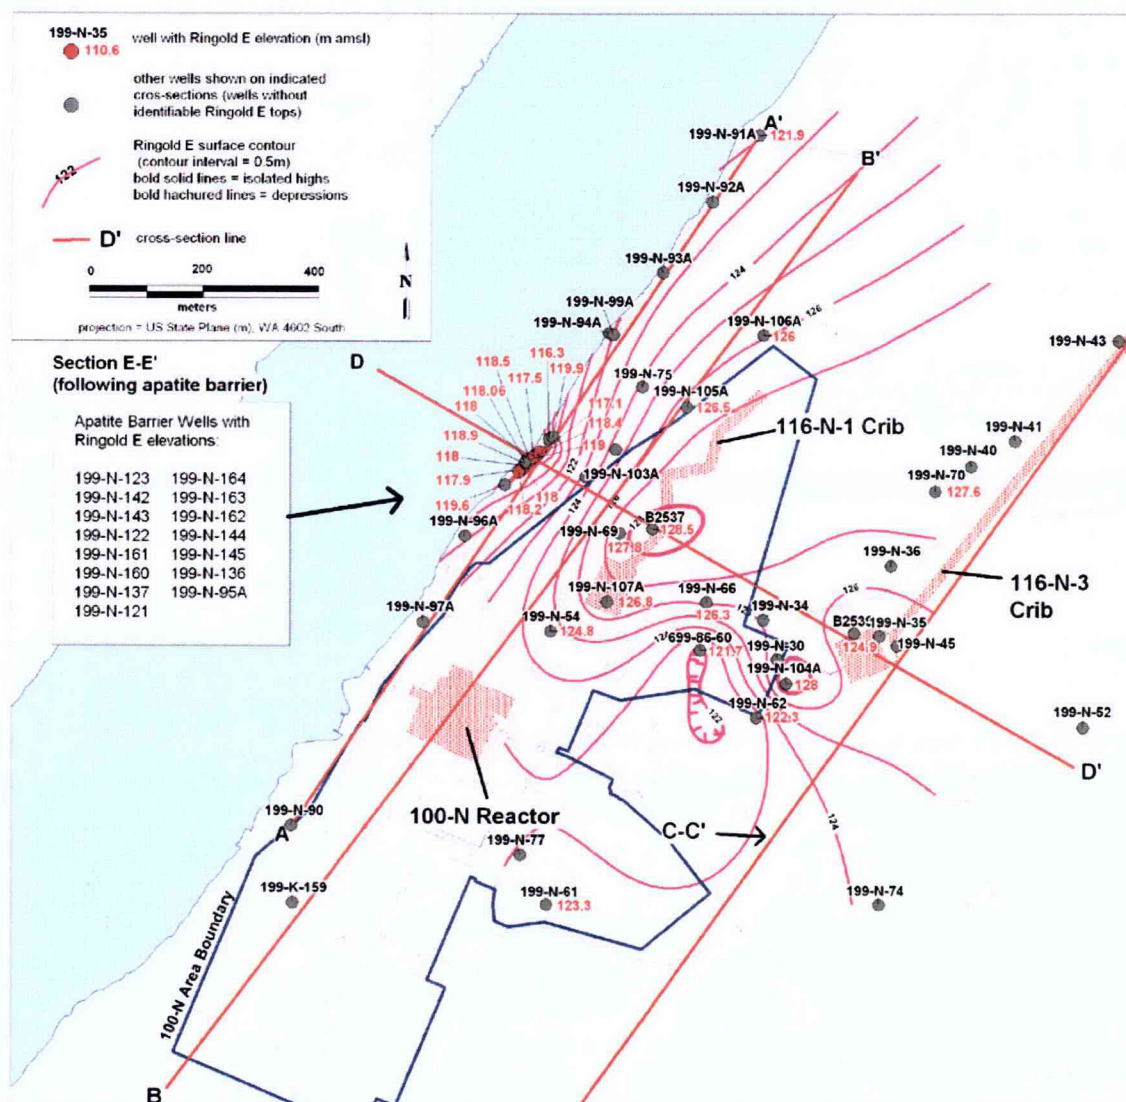 199-N-35
110.6
well with Ringold E elevation (m amsl)
other wells shown on indicated
cros-sections (wells without
identifiable Ringold E tops)
Ringold E surface contour
(contour interval = 0.5m)
bold solid lines = isolated highs
bold hachured lines = depressions
122
D' cross-section line
0 200 400
meters
N
projection = US State Plane (m), WA 4602 South
Section E-E'
(following apatite barrier)
Apatite Barrier Wells with
Ringold E elevations:
199-N-123 199-N-164
199-N-142 199-N-163
199-N-143 199-N-162
199-N-122 199-N-144
199-N-161 199-N-145
199-N-160 199-N-136
199-N-137 199-N-95A
199-N-121
A'
199-N-91A 121.9
B'
199-N-92A
199-N-93A
124
199-N-99A
199-N-94A
199-N-106A
126
126
199-N-43
D
118.5
116.3
119.9
117.5
118.06
118
199-N-75
199-N-105A
126.5
117.1
118.4
119
118.9
118
117.9
119.6
118
118.2
116-N-1 Crib
199-N-41
199-N-40
199-N-70
127.6
122
199-N-103A
124
126
199-N-96A
199-N-69
127.8
128
B2537
128.5
199-N-36
116-N-3
Crib
126
199-N-97A
199-N-107A
126.8
199-N-66
126.3
126
199-N-34
199-N-54
124.8
699-86-60
121.7
B253
124.9
199-N-35
199-N-45
199-N-30
199-N-104A
128
199-N-62
122.3
122
199-N-52
D'
100-N Reactor
C-C'
124
199-N-90
A
199-N-77
199-K-159
199-N-61
123.3
199-N-74
100-N Area Boundary
B